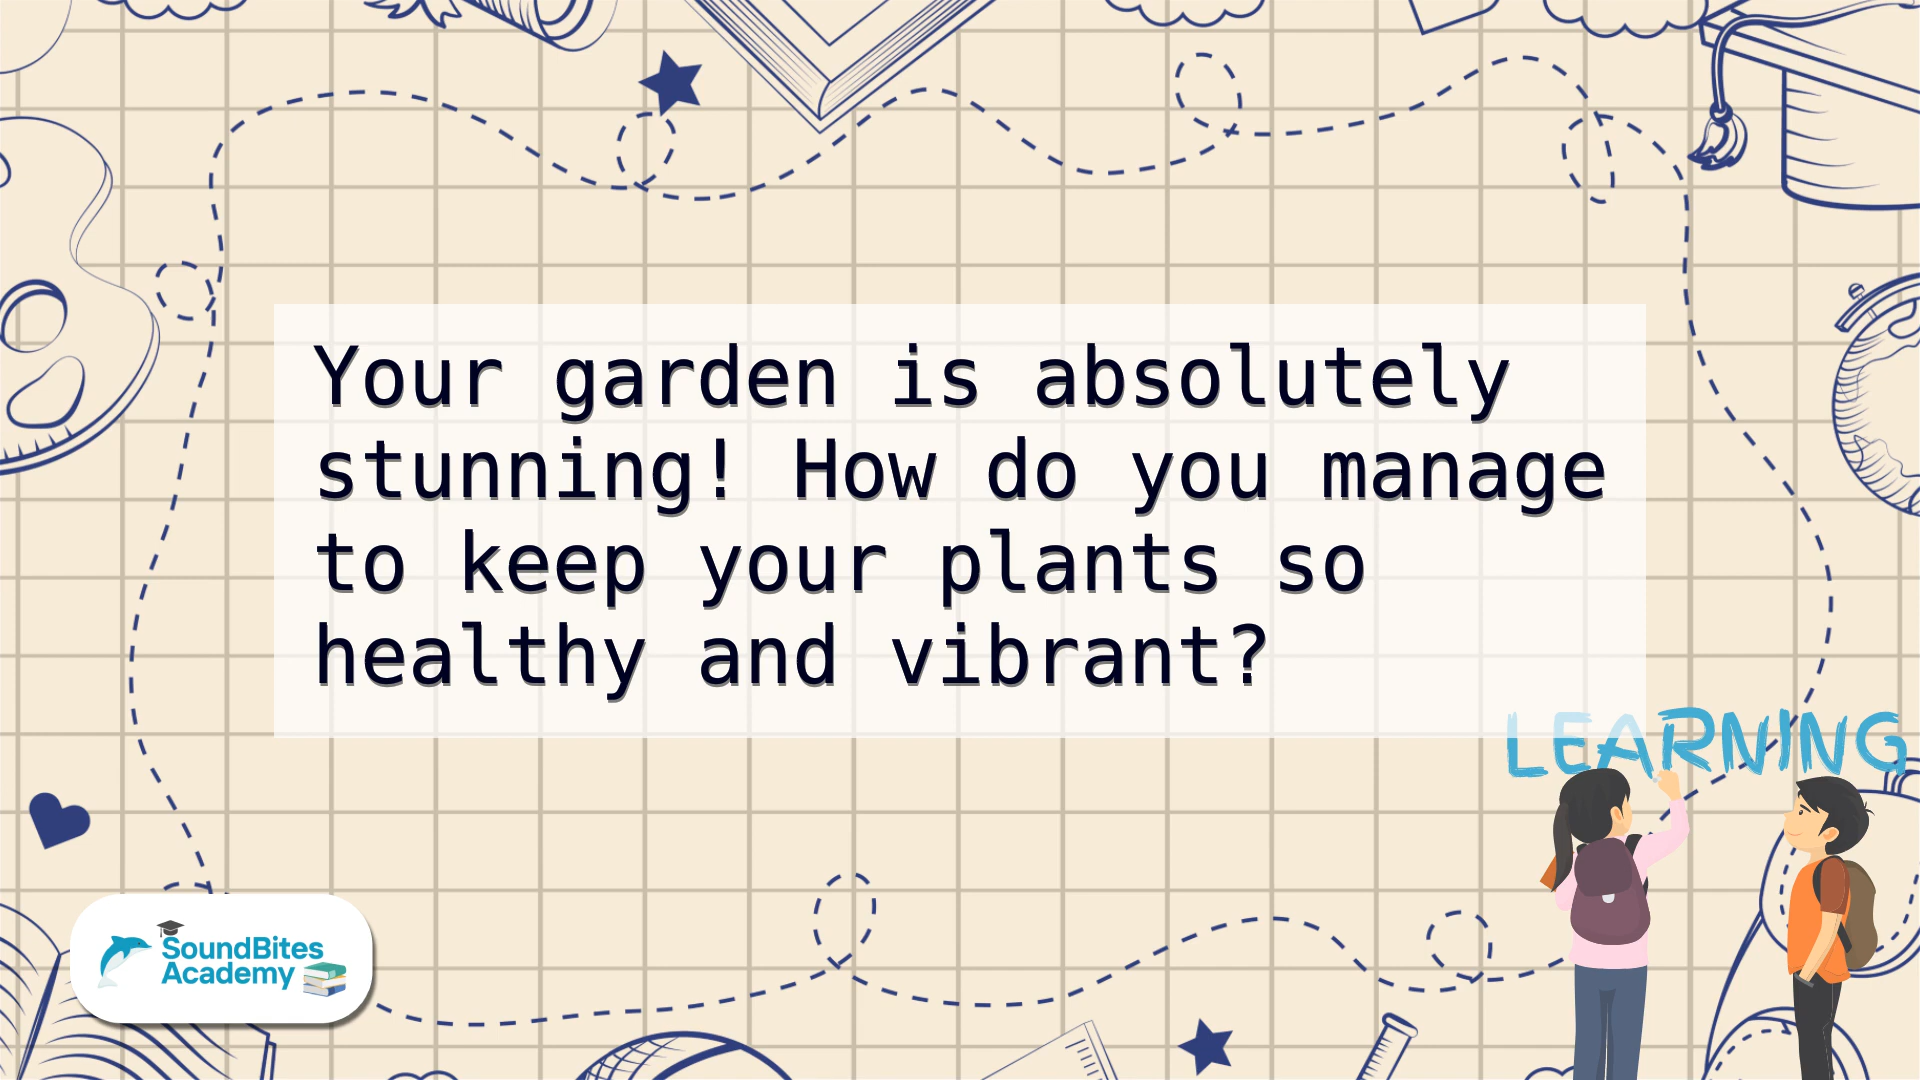 Your garden is absolutely
stunning! How do you manage
to keep your plants so
healthy and vibrant?
LEARNING
SoundBites
Academy